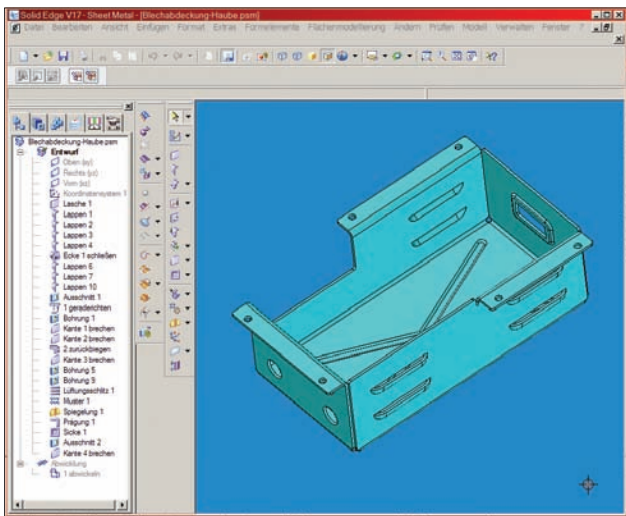 Solid Edge V17 - Sheet Metal - [Blechabdeckung-Haube.psm]
Datei Bearbeiten Ansicht Einfügen Format Extras Formelemente Flächenmodellierung Ändern Prüfen Modell Verwalten Fenster ?
Blechabdeckung-Haube.psm
Entwurf
Oben (xy)
Rechts (yz)
Vorn (xz)
Koordinatensystem 1
Lasche 1
Lappen 1
Lappen 2
Lappen 3
Lappen 4
Ecke 1 schließen
Lappen 6
Lappen 7
Lappen 10
Ausschnitt 1
1 geraderichten
Bohrung 1
Kante 1 brechen
Kante 2 brechen
2 zurückbiegen
Kante 3 brechen
Bohrung 5
Bohrung 9
Lüftungsschlitz 1
Muster 1
Spiegelung 1
Prägung 1
Sicke 1
Ausschnitt 2
Kante 4 brechen
Abwicklung
1 abwickeln